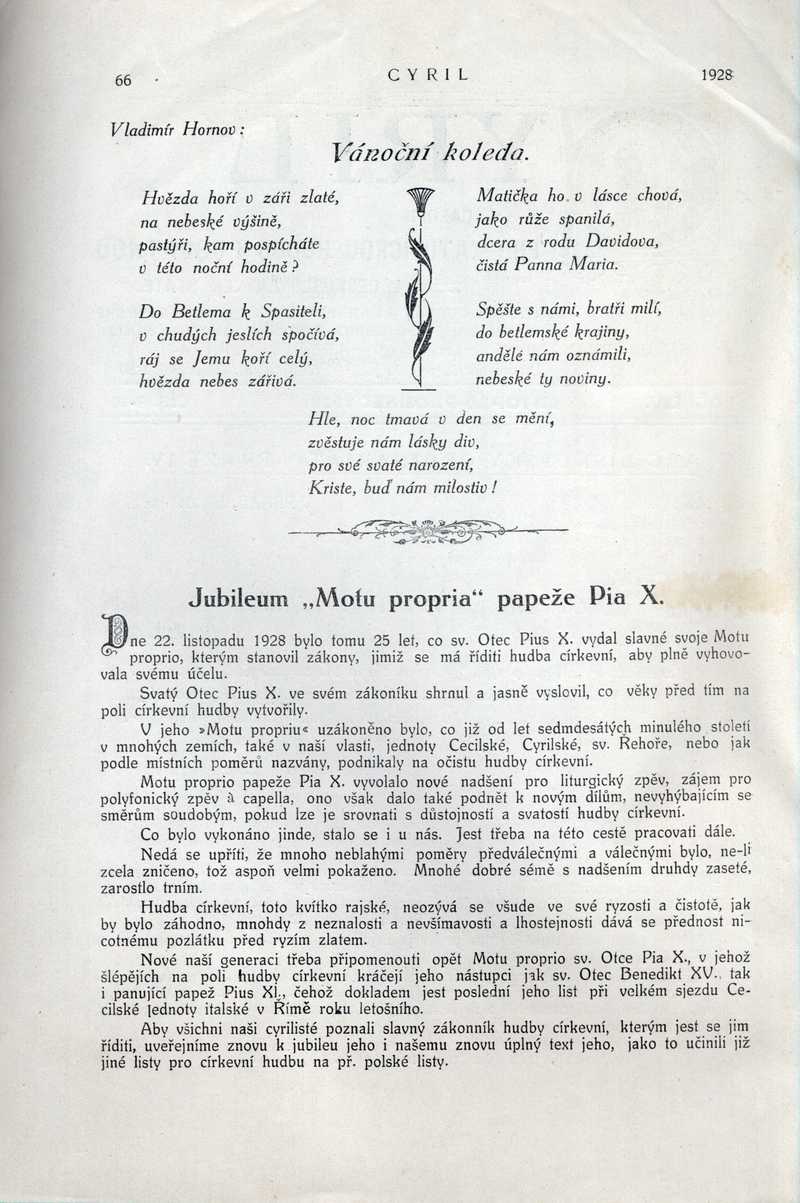 66
CYRIL
1928
Vladimír Hornov:
Vánoční koleda.
Hvězda hoří v záři zlaté,
na nebeské výšině,
pastýři, kam pospícháte
v této noční hodině?
Do Betlema k Spasiteli,
v chudých jeslích spočívá,
ráj se Jemu koří celý,
hvězda nebes zářivá.
Matička ho v lásce chová,
jako růže spanilá,
dcera z rodu Davidova,
čistá Panna Maria.
Spěšte s námi, bratři milí,
do betlemské krajiny,
andělé nám oznámili,
nebeské ty noviny.
Hle, noc tmavá v den se mění,
zvěstuje nám lásky div,
pro své svaté narození,
Kriste, buď nám milostiv!
Jubileum „Motu propria“ papeže Pia X.
Dne 22. listopadu 1928 bylo tomu 25 let, co sv. Otec Pius X. vydal slavné svoje Motu
proprio, kterým stanovil zákony, jimiž se má říditi hudba církevní, aby plně vyhovo-
vala svému účelu.
Svatý Otec Pius X. ve svém zákoníku shrnul a jasně vyslovil, co věky před tím na
poli církevní hudby vytvořily.
V jeho »Motu propriu« uzákoněno bylo, co již od let sedmdesátých minulého století
v mnohých zemích, také v naší vlasti, jednoty Cecilské, Cyrilské, sv. Řehoře, nebo jak
podle místních poměrů nazvány, podnikaly na očistu hudby církevní.
Motu proprio papeže Pia X. vyvolalo nové nadšení pro liturgický zpěv, zájem pro
polyfonický zpěv à capella, ono však dalo také podnět k novým dílům, nevyhýbajícím se
směrům soudobým, pokud lze je srovnati s důstojností a svatostí hudby církevní.
Co bylo vykonáno jinde, stalo se i u nás. Jest třeba na této cestě pracovati dále.
Nedá se upříti, že mnoho neblahými poměry předválečnými a válečnými bylo, ne-li
zcela zničeno, tož aspoň velmi pokaženo. Mnohé dobré sémě s nadšením druhdy zaseté,
zarostlo trním.
Hudba církevní, toto kvítko rajské, neozývá se všude ve své ryzosti a čistotě, jak
by bylo záhodno, mnohdy z neznalosti a nevšímavosti a lhostejnosti dává se přednost ni-
cotnému pozlátku před ryzím zlatem.
Nové naší generaci třeba připomenouti opět Motu proprio sv. Otce Pia X., v jehož
šlépějích na poli hudby církevní kráčejí jeho nástupci jak sv. Otec Benedikt XV., tak
i panující papež Pius XI., čehož dokladem jest poslední jeho list při velkém sjezdu Ce-
cilské Jednoty italské v Římě roku letošního.
Aby všichni naši cyrilisté poznali slavný zákonník hudby církevní, kterým jest se jim
říditi, uveřejníme znovu k jubileu jeho i našemu znovu úplný text jeho, jako to učinili již
jiné listy pro církevní hudbu na př. polské listy.